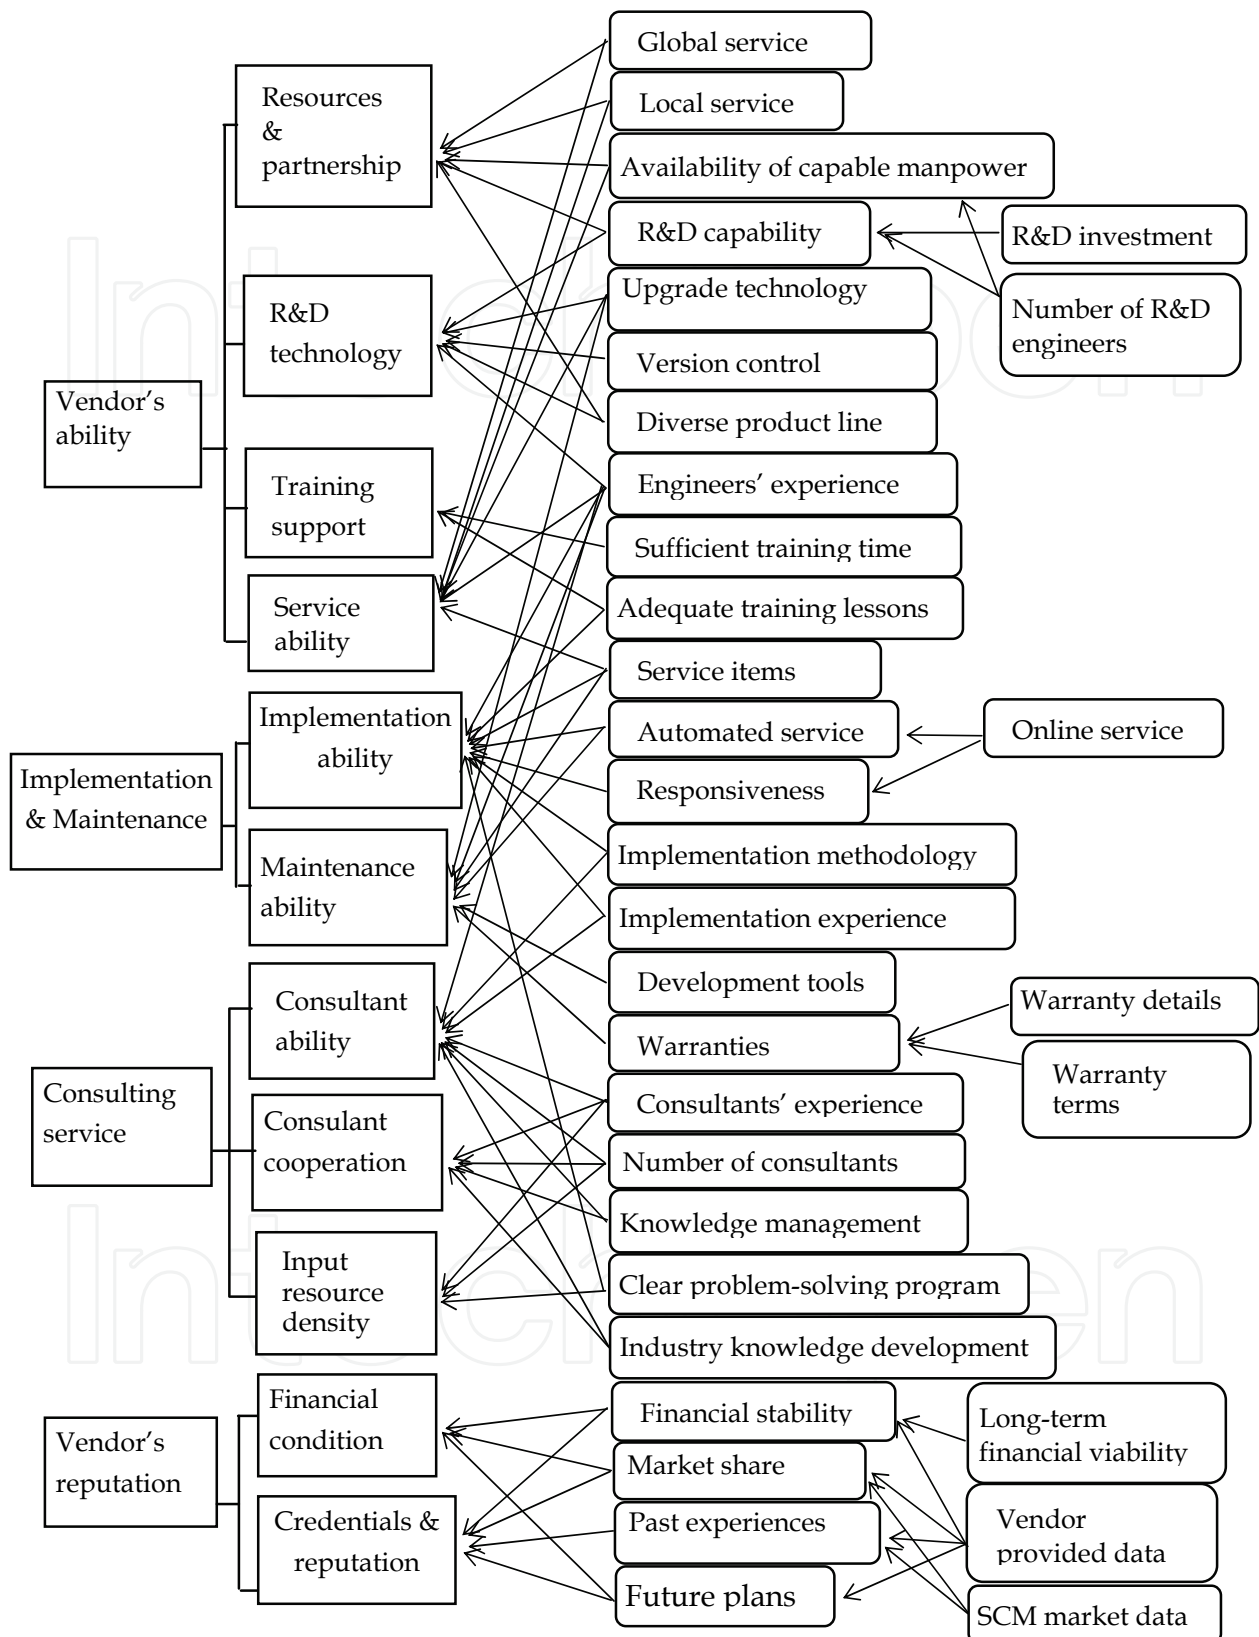 Global service
Resources
&
partnership
Local service
Availability of capable manpower
R&D capability
R&D investment
Upgrade technology
Number of R&D
engineers
R&D
technology
Version control
Vendor's
ability
Diverse product line
Training
support
Engineers' experience
Sufficient training time
Service
ability
Adequate training lessons
Service items
Implementation
ability
Automated service
Online service
Implementation
& Maintenance
Responsiveness
Implementation methodology
Maintenance
ability
Implementation experience
Development tools
Consultant
ability
Warranty details
Warranties
Warranty
terms
Consulting
service
Consultants' experience
Consulant
cooperation
Number of consultants
Knowledge management
Input
resource
density
Clear problem-solving program
Industry knowledge development
Financial
condition
Financial stability
Long-term
financial viability
Vendor's
reputation
Market share
Credentials &
reputation
Past experiences
Vendor
provided data
Future plans
SCM market data
IntechOpen
IntechOpen